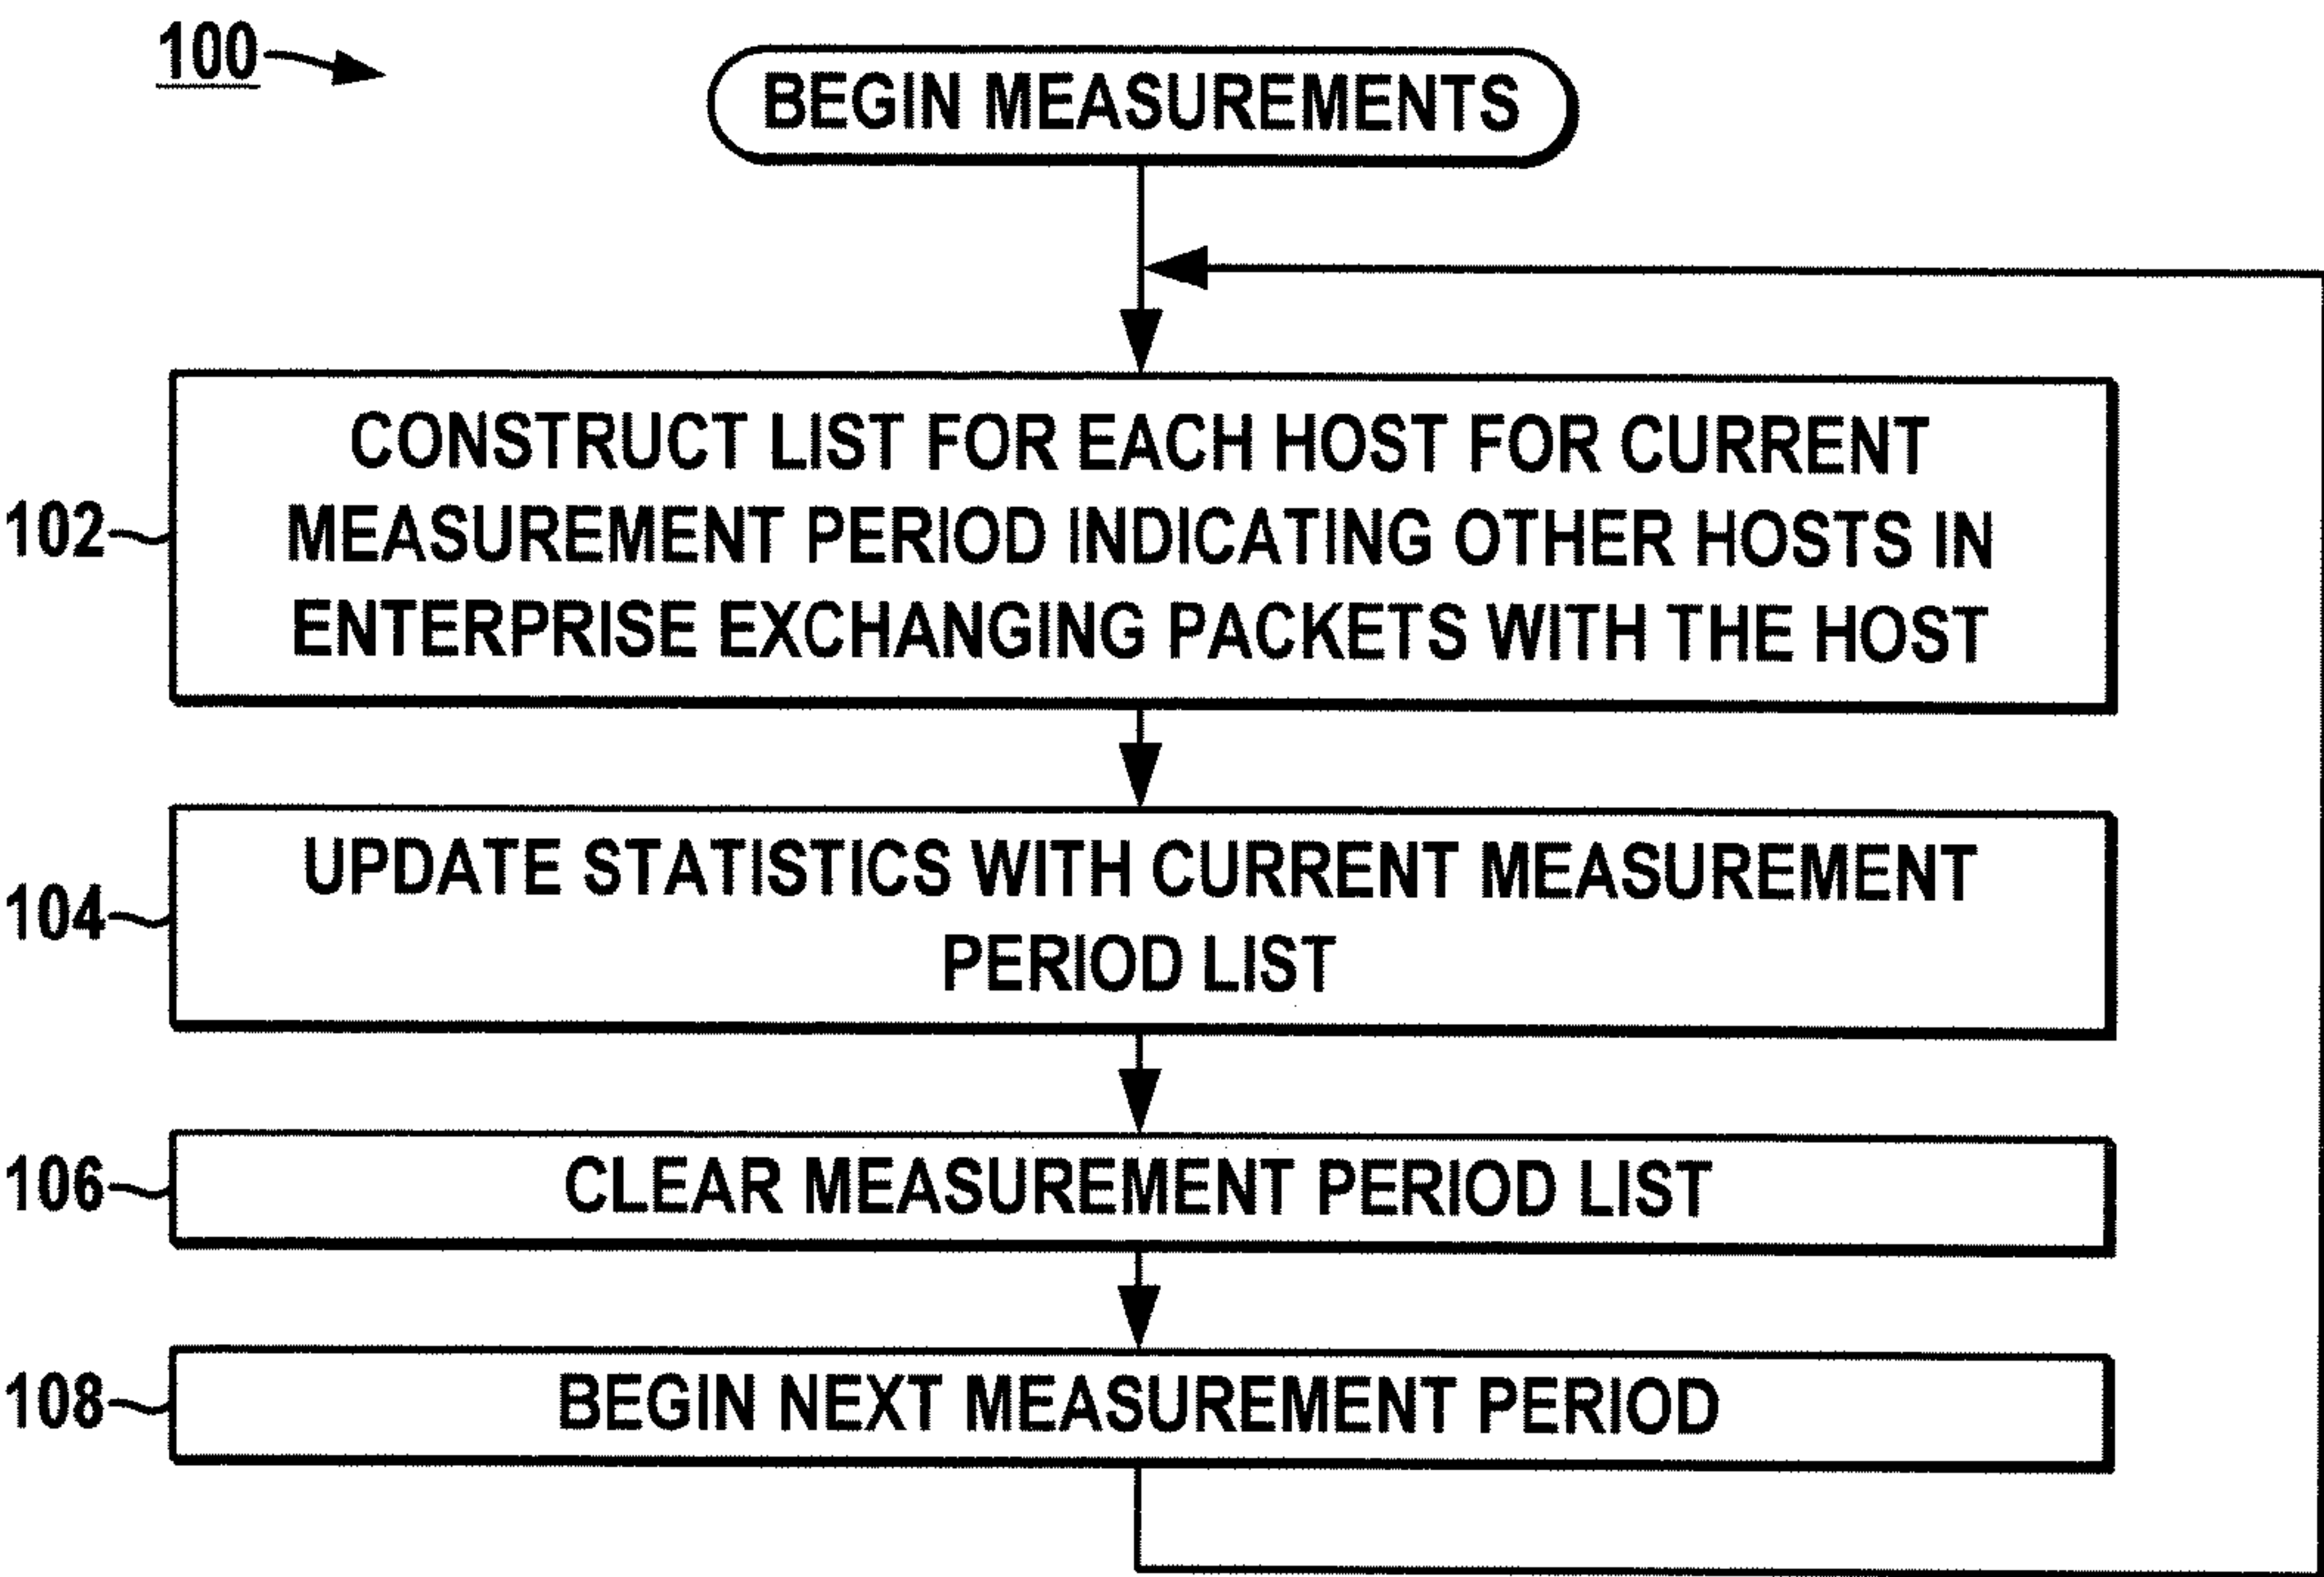 100
BEGIN MEASUREMENTS
CONSTRUCT LIST FOR EACH HOST FOR CURRENT
MEASUREMENT PERIOD INDICATING OTHER HOSTS IN
ENTERPRISE EXCHANGING PACKETS WITH THE HOST
102
UPDATE STATISTICS WITH CURRENT MEASUREMENT
PERIOD LIST
104
CLEAR MEASUREMENT PERIOD LIST
106
BEGIN NEXT MEASUREMENT PERIOD
108